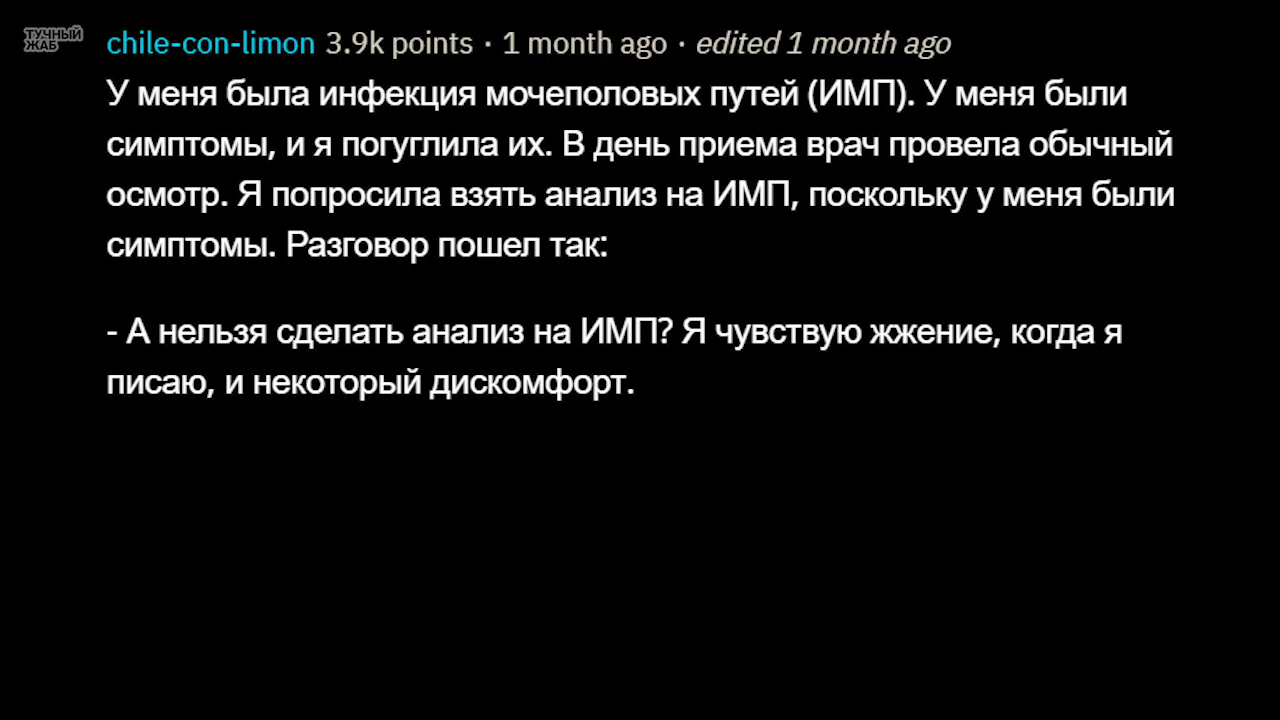 ТУЧНЫЙ
ЖАБ
chile-con-limon 3.9k points · 1 month ago · edited 1 month ago
У меня была инфекция мочеполовых путей (ИМП). У меня были
симптомы, и я погуглила их. В день приема врач провела обычный
осмотр. Я попросила взять анализ на ИМП, поскольку у меня были
симптомы. Разговор пошел так:
- А нельзя сделать анализ на ИМП? Я чувствую жжение, когда я
писаю, и некоторый дискомфорт.